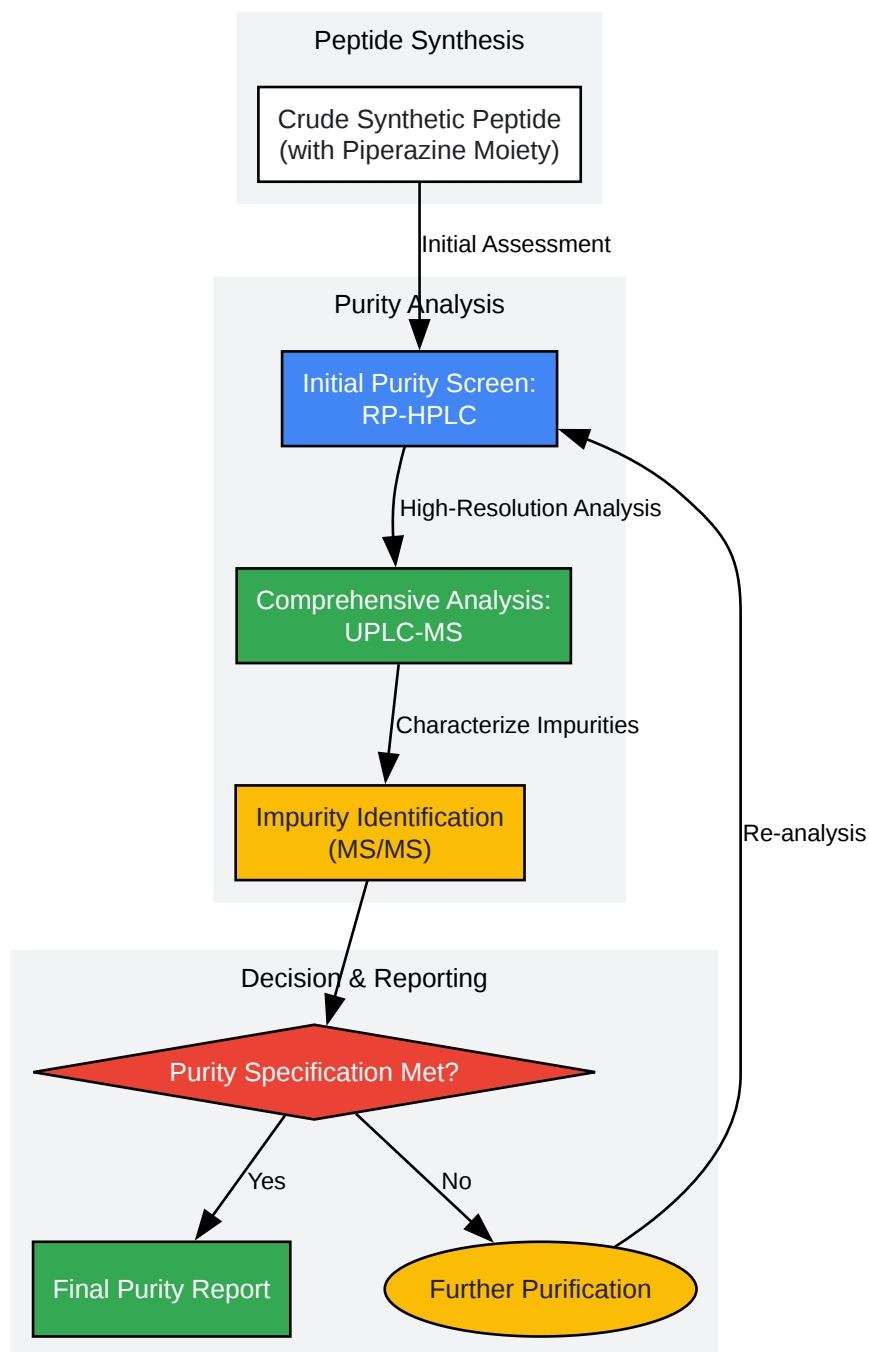 Peptide Synthesis
Crude Synthetic Peptide
(with Piperazine Moiety)
Initial Assessment
Purity Analysis
Initial Purity Screen:
RP-HPLC
High-Resolution Analysis
Comprehensive Analysis:
UPLC-MS
Characterize Impurities
Impurity Identification
(MS/MS)
Re-analysis
Decision & Reporting
Purity Specification Met?
Yes
No
Final Purity Report
Further Purification